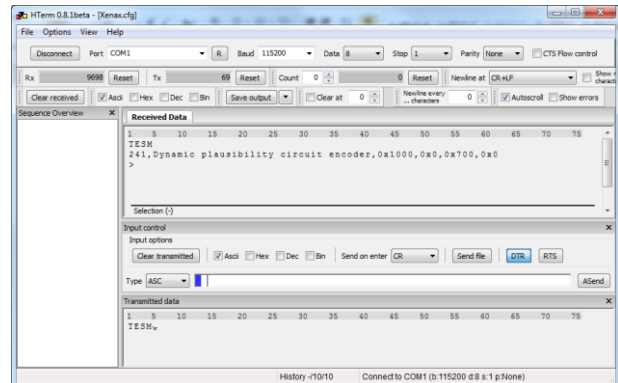 HTerm 0.8.1beta - [Xenax.cfg]
File Options View Help
Disconnect Port COM1 R Baud 115200 Data 8 Stop 1 Parity None CTS Flow control
Rx 9698 Reset Tx 69 Reset Count 0 0 Reset Newline at CR+LF Show
Clear received Ascii Hex Dec Bin Save output Clear at 0 Newline every ... characters 0 Autoscroll Show errors
Sequence Overview X Received Data
1 5 10 15 20 25 30 35 40 45 50 55 60 65 70 75
TESM
241,Dynamic plausibility circuit encoder,0x1000,0x0,0x700,0x0
>
Selection (-)
Input control X
Input options
Clear transmitted Ascii Hex Dec Bin Send on enter CR Send file DTR RTS
Type ASC ASend
Transmitted data X
1 5 10 15 20 25 30 35 40 45 50 55 60 65 70 75
TESM
History -/10/10 Connect to COM1 (b:115200 d:8 s:1 p:None)